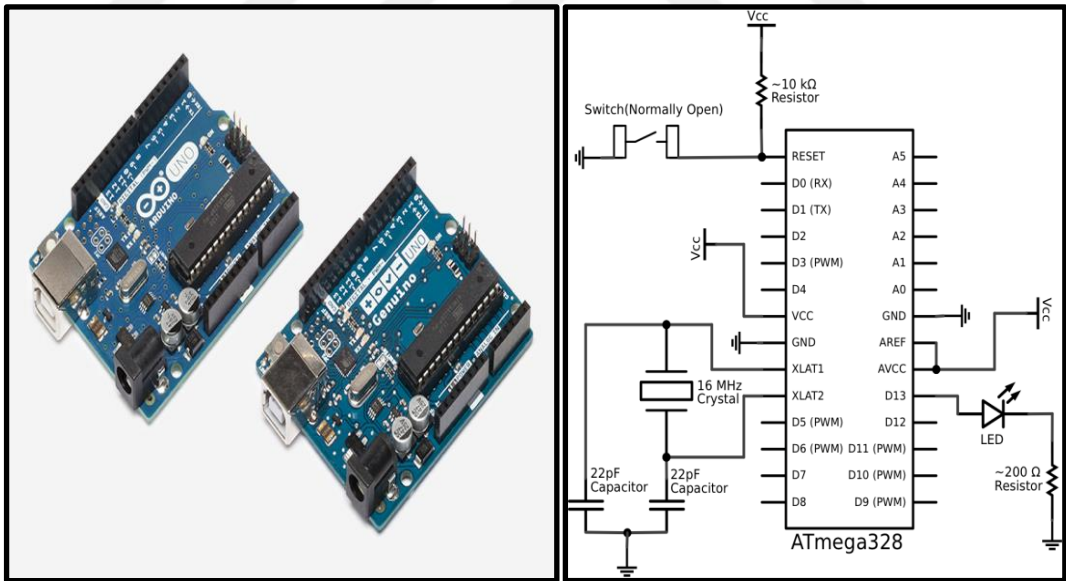 ARDUINO
UNO
Genuino
UNO
Vcc
~10 kΩ
Resistor
Switch(Normally Open)
RESET
D0 (RX)
D1 (TX)
D2
D3 (PWM)
D4
VCC
GND
XLAT1
XLAT2
D5 (PWM)
D6 (PWM)
D7
D8
A5
A4
A3
A2
A1
A0
GND
AREF
AVCC
D13
D12
D11 (PWM)
D10 (PWM)
D9 (PWM)
Vcc
Vcc
16 MHz
Crystal
22pF
Capacitor
22pF
Capacitor
LED
~200 Ω
Resistor
ATmega328